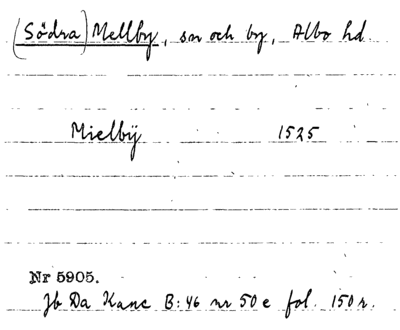 (Södra) Mellby, sn och by, Albo hd.
Mielbÿ 1525
Nr 5905.
Jb Da Kanc B:46 nr 50 e fol. 150 r.